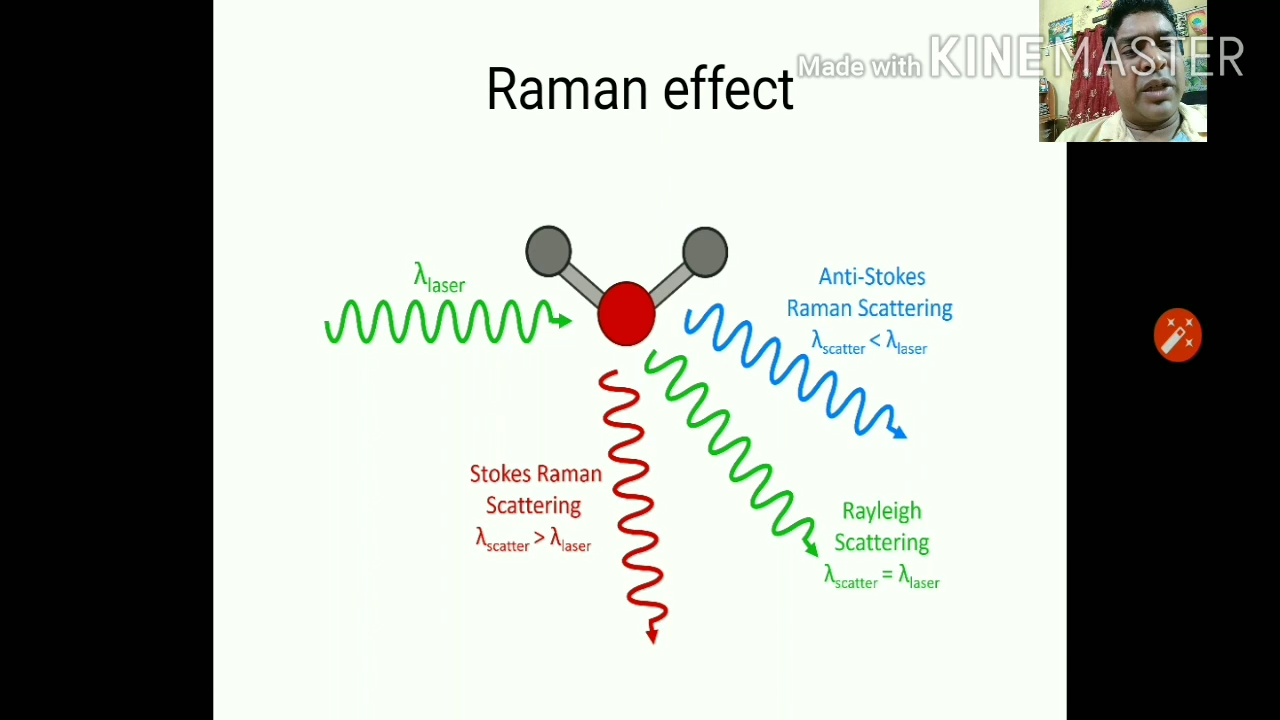 Made with KINEMASTER
Raman effect
λlaser
Anti-Stokes
Raman Scattering
λscatter < λlaser
Stokes Raman
Scattering
λscatter > λlaser
Rayleigh
Scattering
λscatter = λlaser